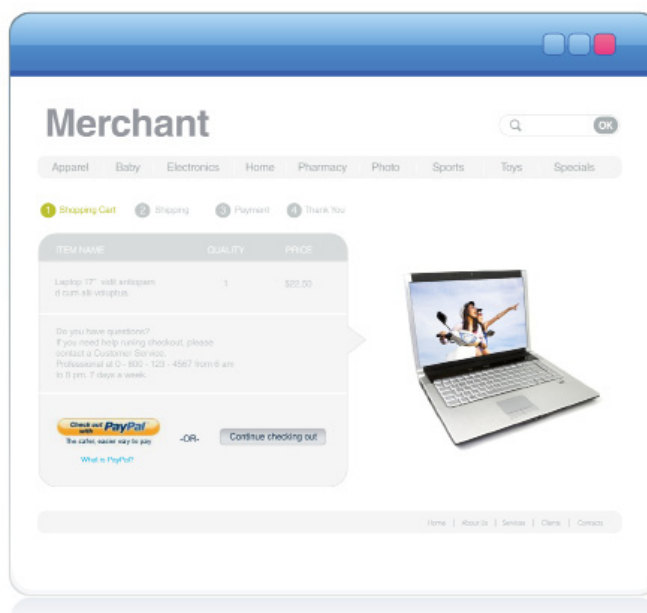 Merchant
OK
Apparel Baby Electronics Home Pharmacy Photo Sports Toys Specials
1 Shopping Cart 2 Shipping 3 Payment 4 Thank You
ITEM NAME QUALITY PRICE
Laptop 17" velit antiopam 1 $22.50
d cum alii voluptus.
Do you have questions?
If you need help runing checkout, please
contact a Customer Service.
Professional at 0 - 800 - 123 - 4567 from 6 am
to 8 pm. 7 days a week.
Check out
with PayPal
The safer, easier way to pay
-OR-
Continue checking out
What is PayPal?
Home | About Us | Services | Clients | Contacts